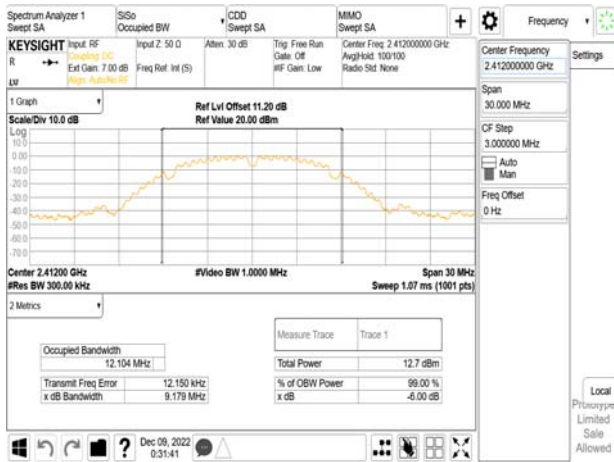 Spectrum Analyzer 1
Swept SA
SiSo
Occupied BW
CDD
Swept SA
MIMO
Swept SA
+
Frequency
KEYSIGHT
R
LXI
Input: RF
Coupling: DC
Ext Gain: 7.00 dB
Align: Auto/No RF
Input Z: 50 Ω
Freq Ref: Int (S)
Atten: 30 dB
Trig: Free Run
Gate: Off
#IF Gain: Low
Center Freq: 2.412000000 GHz
Avg|Hold: 100/100
Radio Std: None
Center Frequency
2.412000000 GHz
Settings
Span
30.000 MHz
CF Step
3.000000 MHz
Auto
Man
Freq Offset
0 Hz
Local
Prototype
Limited
Sale
Allowed
1 Graph
Scale/Div 10.0 dB
Ref Lvl Offset 11.20 dB
Ref Value 20.00 dBm
Log
10.0
0.00
-10.0
-20.0
-30.0
-40.0
-50.0
-60.0
-70.0
Center 2.41200 GHz
#Video BW 1.0000 MHz
Span 30 MHz
#Res BW 300.00 kHz
Sweep 1.07 ms (1001 pts)
2 Metrics
Measure Trace
Trace 1
Occupied Bandwidth
12.104 MHz
Total Power
12.7 dBm
Transmit Freq Error
12.150 kHz
% of OBW Power
99.00 %
x dB Bandwidth
9.179 MHz
x dB
-6.00 dB
?
Dec 09, 2022
0:31:41